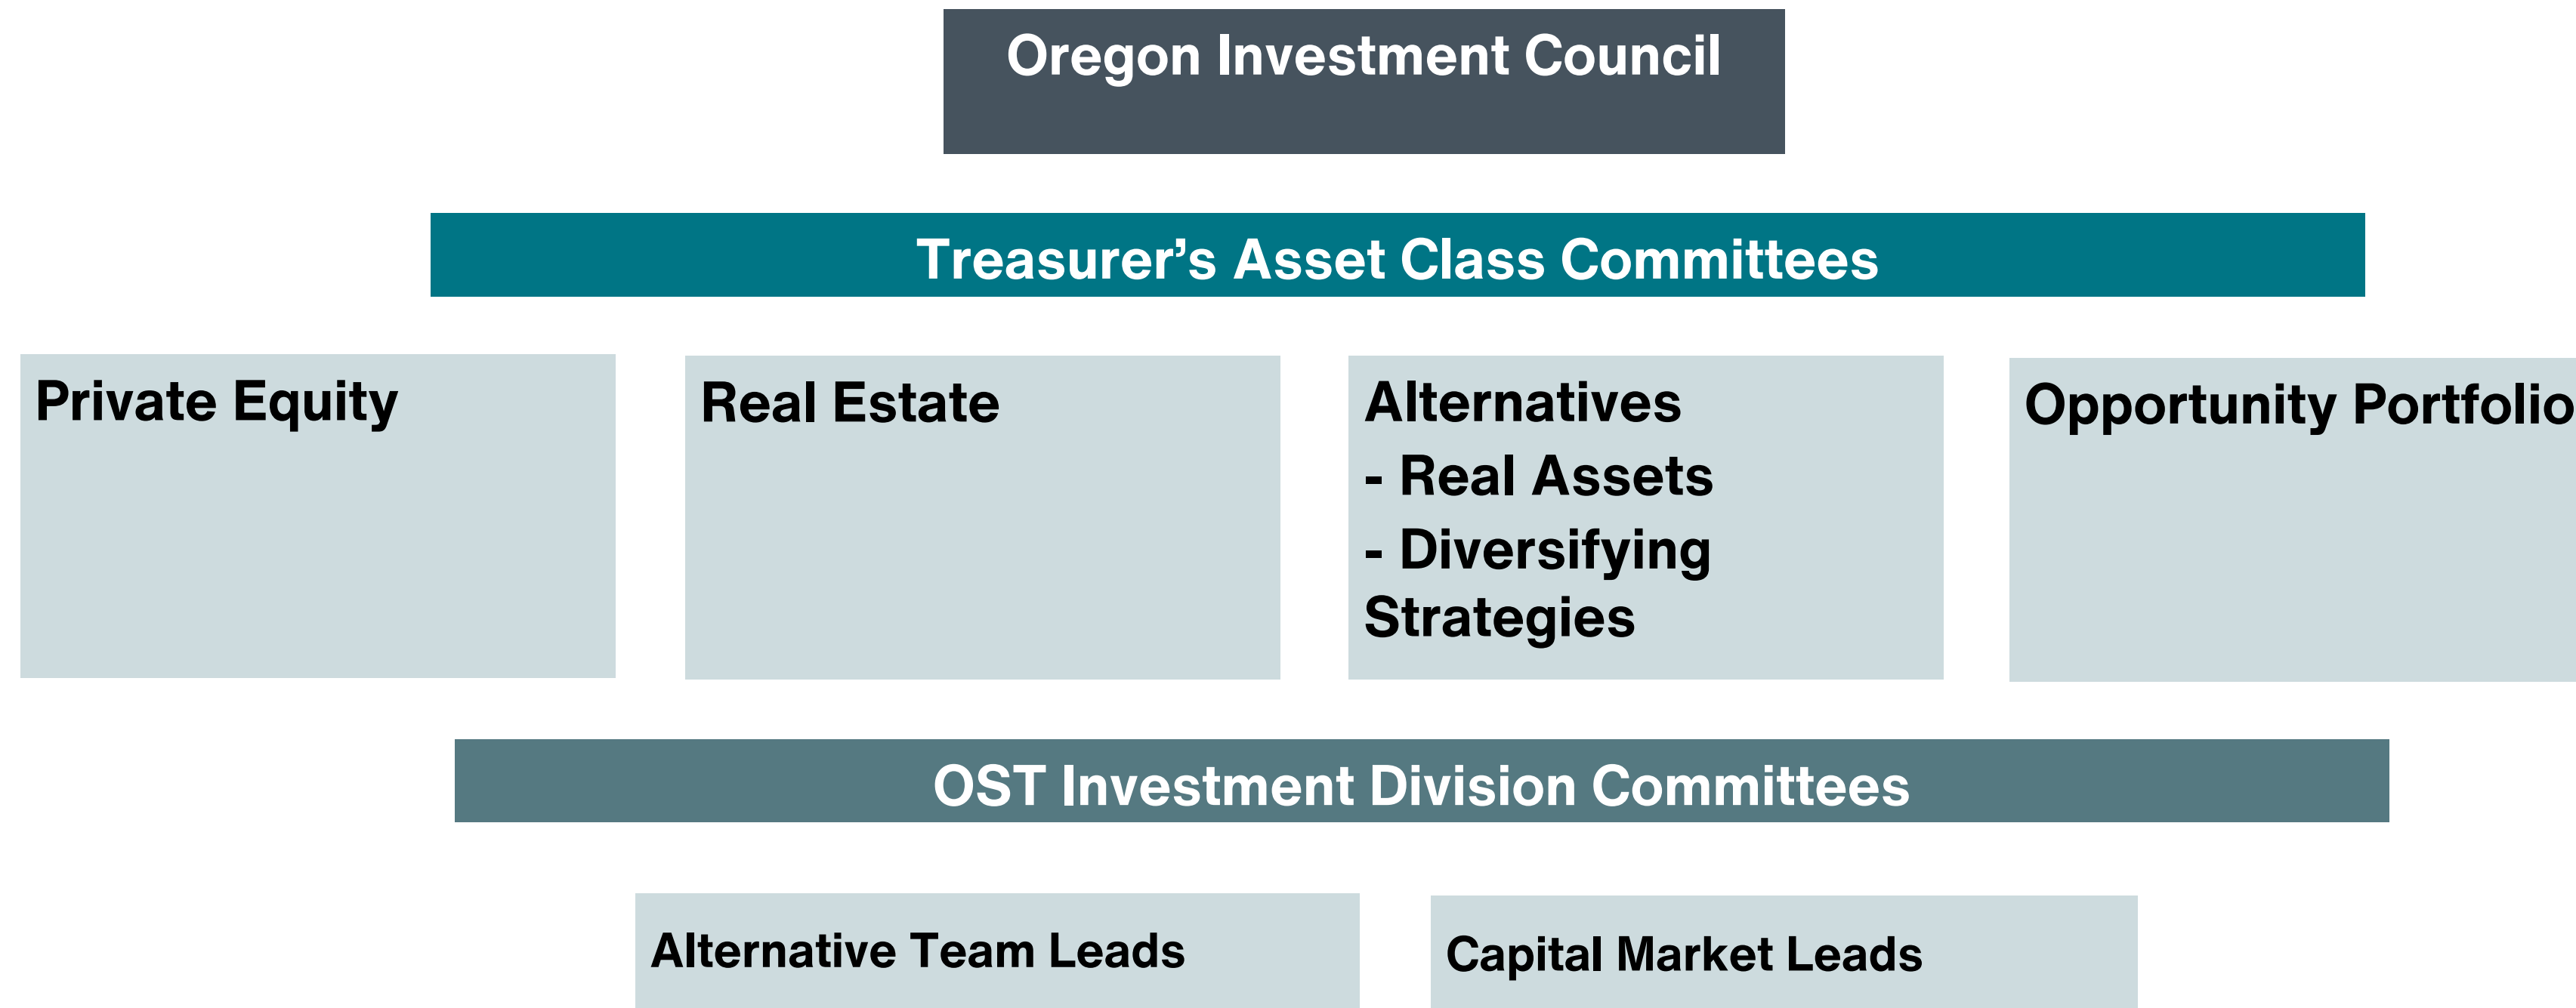 Oregon Investment Council
Treasurer’s Asset Class Committees
Private Equity
Real Estate
Alternatives
- Real Assets
- Diversifying
Strategies
Opportunity Portfolio
OST Investment Division Committees
Alternative Team Leads
Capital Market Leads